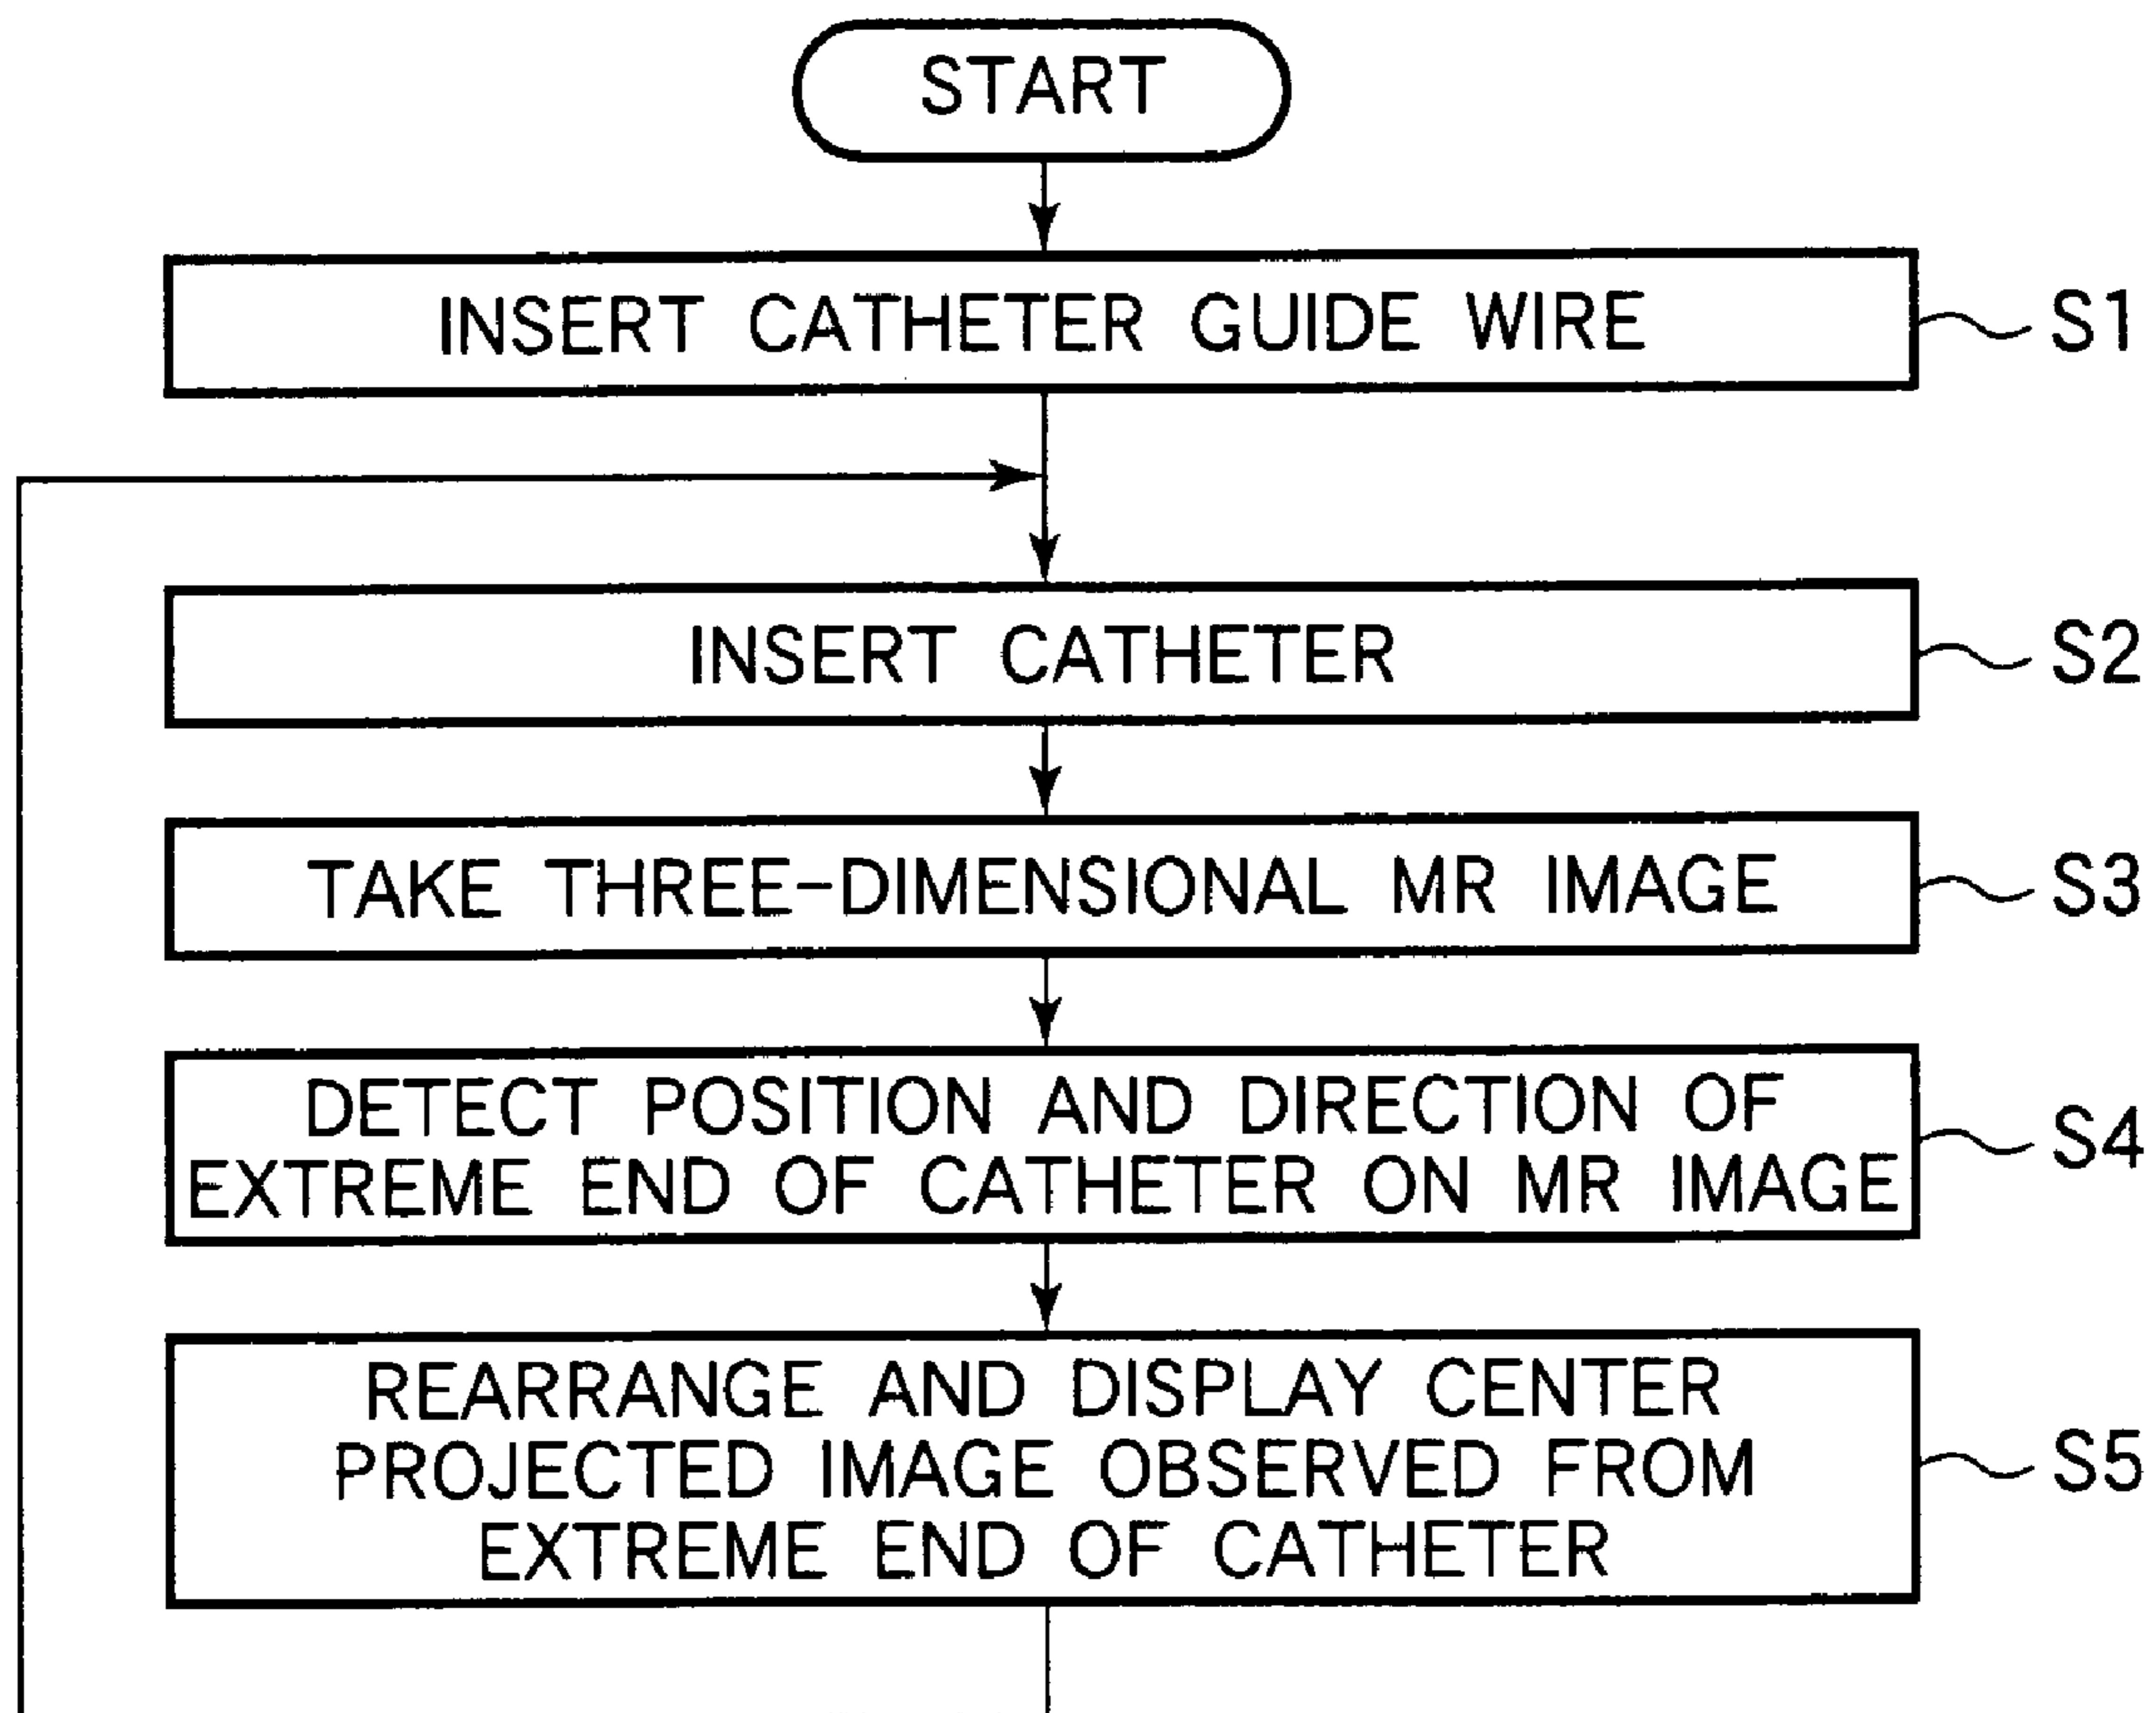 START
INSERT CATHETER GUIDE WIRE
S1
INSERT CATHETER
S2
TAKE THREE-DIMENSIONAL MR IMAGE
S3
DETECT POSITION AND DIRECTION OF
EXTREME END OF CATHETER ON MR IMAGE
S4
REARRANGE AND DISPLAY CENTER
PROJECTED IMAGE OBSERVED FROM
EXTREME END OF CATHETER
S5